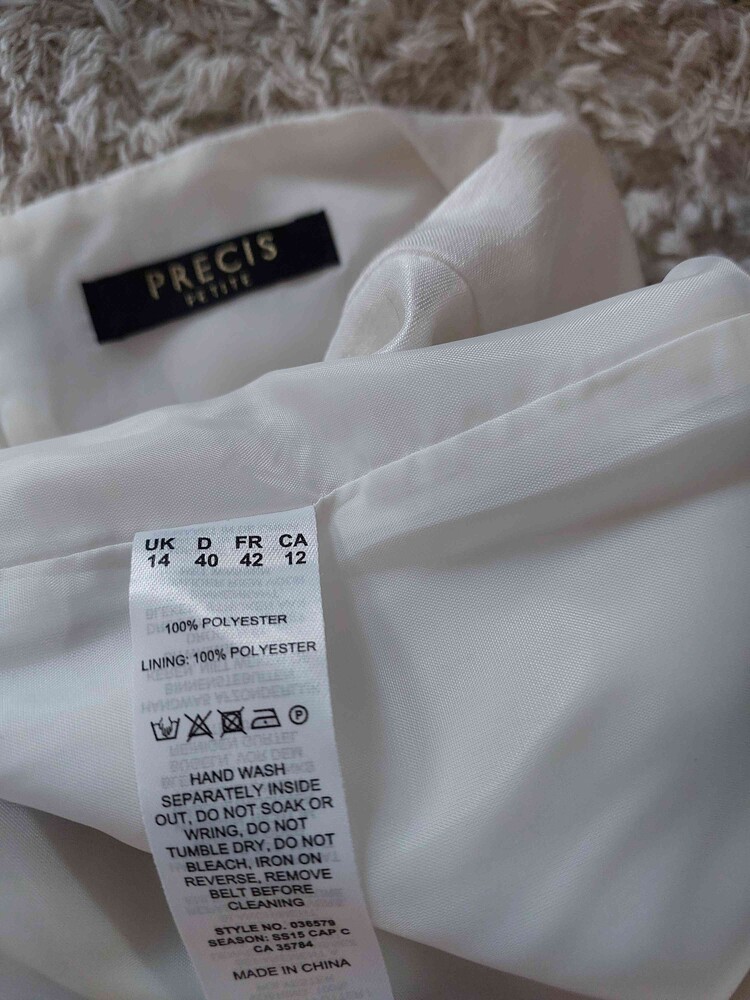 PRECIS
PETITE
UK D FR CA
14 40 42 12
100% POLYESTER
LINING: 100% POLYESTER
P
HAND WASH
SEPARATELY INSIDE
OUT, DO NOT SOAK OR
WRING, DO NOT
TUMBLE DRY, DO NOT
BLEACH, IRON ON
REVERSE, REMOVE
BELT BEFORE
CLEANING
STYLE NO. 036579
SEASON: SS15 CAP C
CA 35784
MADE IN CHINA